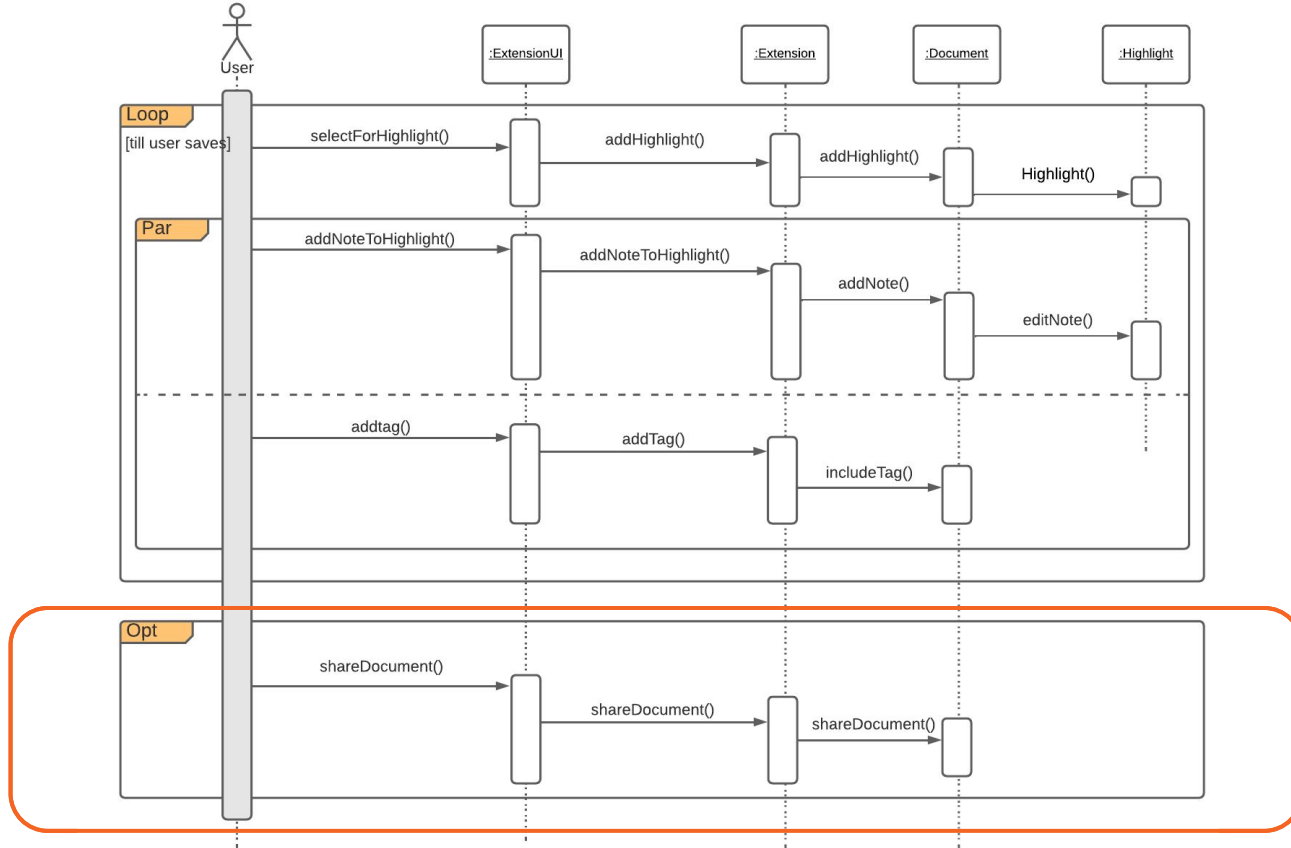 User
:ExtensionUI
:Extension
:Document
:Highlight
Loop
[till user saves]
selectForHighlight()
addHighlight()
addHighlight()
Highlight()
Par
addNoteToHighlight()
addNoteToHighlight()
addNote()
editNote()
addtag()
addTag()
includeTag()
Opt
shareDocument()
shareDocument()
shareDocument()